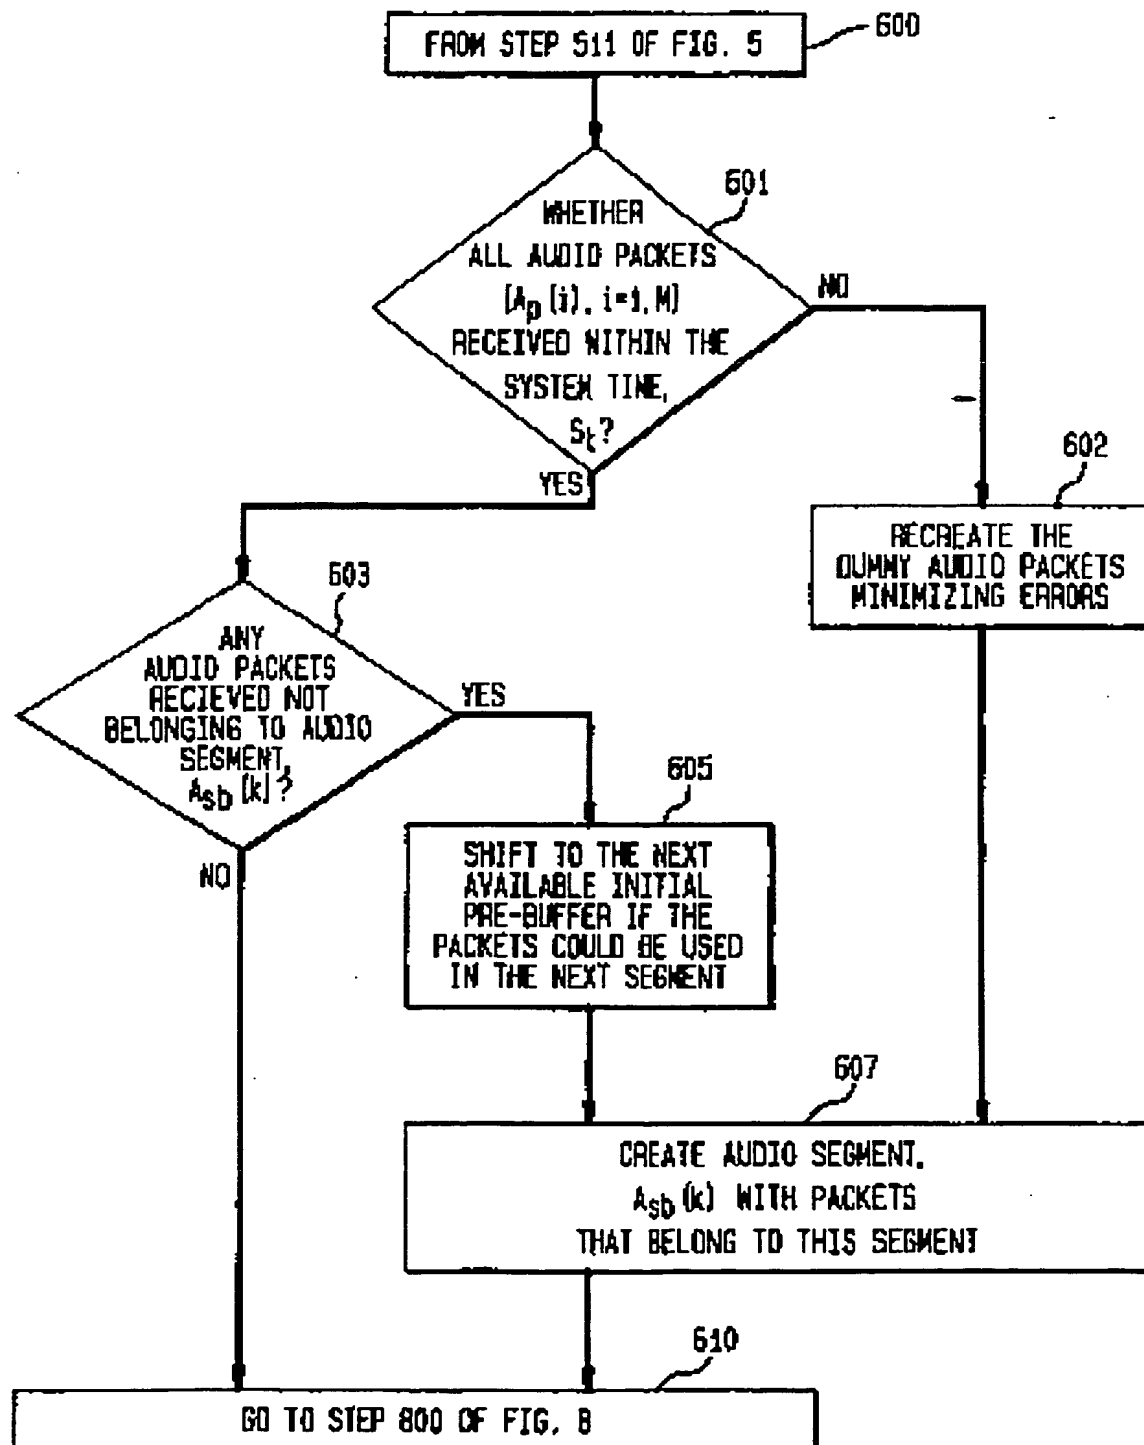 FROM STEP 511 OF FIG. 5
600
601
WHETHER
ALL AUDIO PACKETS
[Ap(i), i=1, M]
RECEIVED WITHIN THE
SYSTEM TIME,
St?
NO
YES
602
RECREATE THE
DUMMY AUDIO PACKETS
MINIMIZING ERRORS
603
ANY
AUDIO PACKETS
RECIEVED NOT
BELONGING TO AUDIO
SEGMENT,
Asb(k)?
YES
NO
605
SHIFT TO THE NEXT
AVAILABLE INITIAL
PRE-BUFFER IF THE
PACKETS COULD BE USED
IN THE NEXT SEGMENT
607
CREATE AUDIO SEGMENT,
Asb(k) WITH PACKETS
THAT BELONG TO THIS SEGMENT
610
GO TO STEP 800 OF FIG. 8